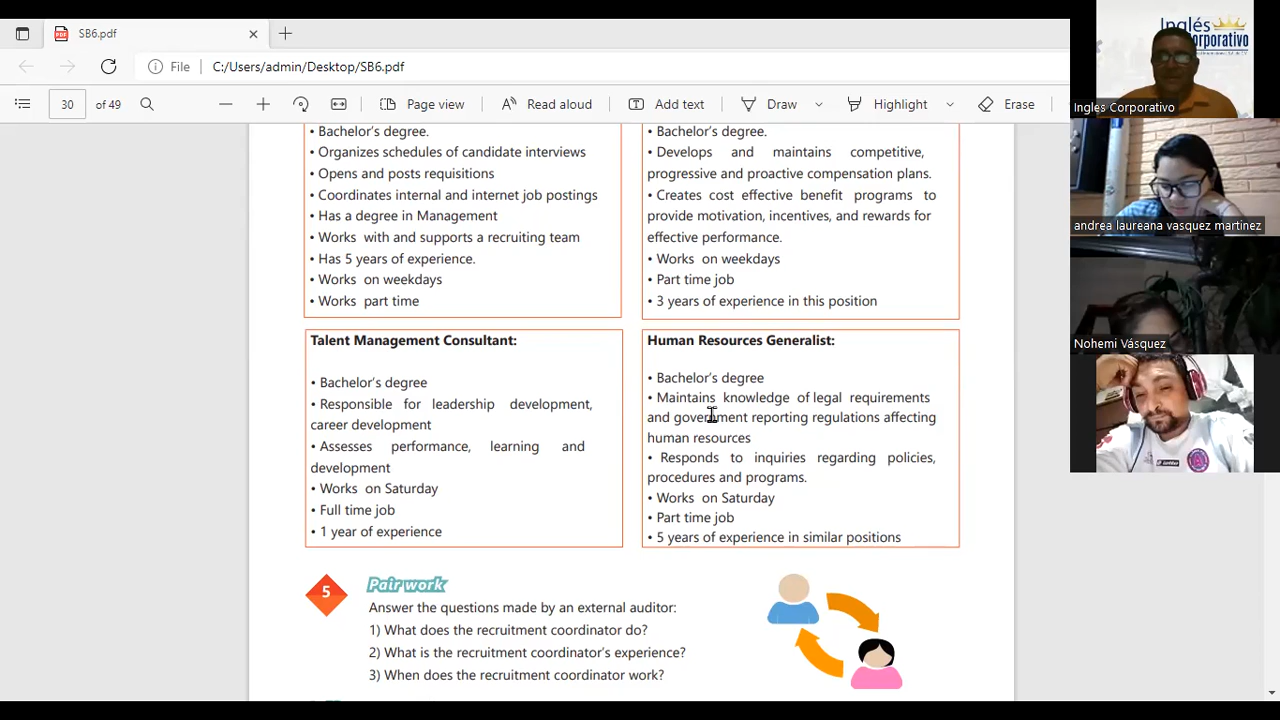 SB6.pdf
File
C:/Users/admin/Desktop/SB6.pdf
30
of 49
Page view
Read aloud
Add text
Draw
Highlight
Erase
• Bachelor's degree.
• Organizes schedules of candidate interviews
• Opens and posts requisitions
• Coordinates internal and internet job postings
• Has a degree in Management
• Works with and supports a recruiting team
• Has 5 years of experience.
• Works on weekdays
• Works part time
• Bachelor's degree.
• Develops and maintains competitive,
progressive and proactive compensation plans.
• Creates cost effective benefit programs to
provide motivation, incentives, and rewards for
effective performance.
• Works on weekdays
• Part time job
• 3 years of experience in this position
Talent Management Consultant:
• Bachelor's degree
• Responsible for leadership development,
career development
• Assesses performance, learning and
development
• Works on Saturday
• Full time job
• 1 year of experience
Human Resources Generalist:
• Bachelor's degree
• Maintains knowledge of legal requirements
and government reporting regulations affecting
human resources
• Responds to inquiries regarding policies,
procedures and programs.
• Works on Saturday
• Part time job
• 5 years of experience in similar positions
5
Pair work
Answer the questions made by an external auditor:
1) What does the recruitment coordinator do?
2) What is the recruitment coordinator's experience?
3) When does the recruitment coordinator work?
Inglés
orporativo
Ingles Corporativo
andrea laureana vasquez martinez
Nohemi Vásquez